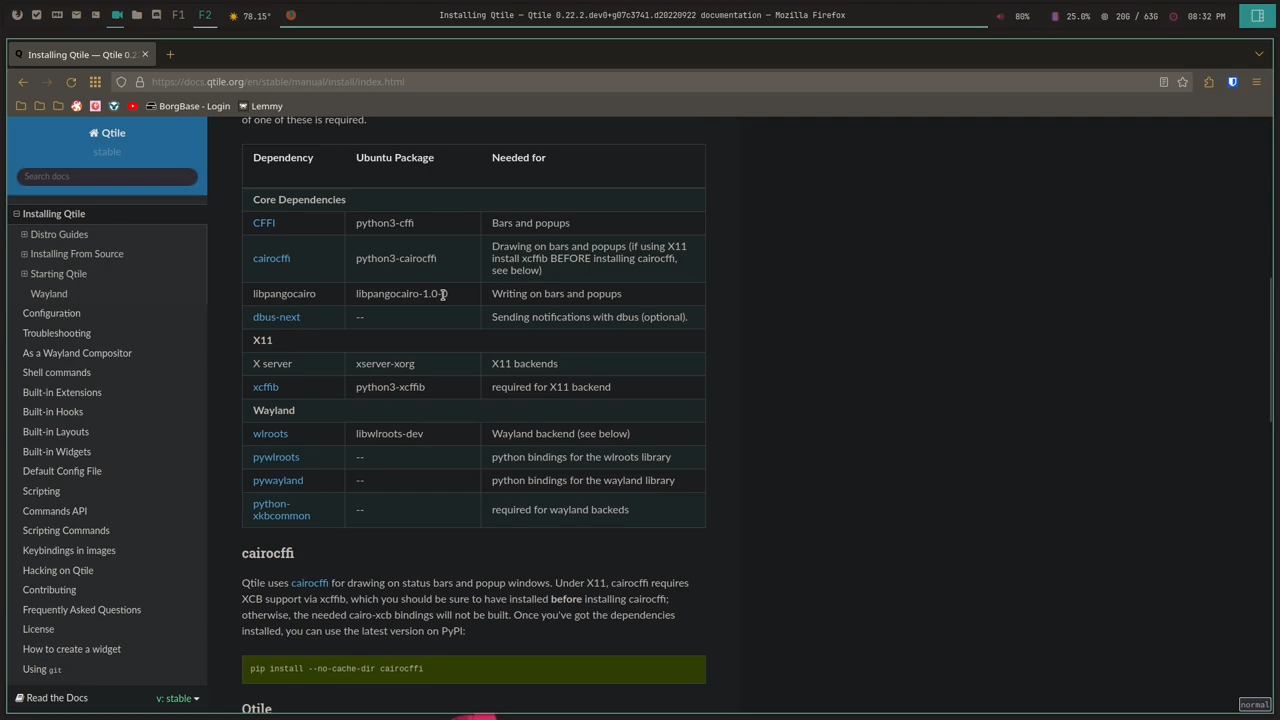 F1 F2 78.15° Installing Qtile — Qtile 0.22.2.dev0+g07c3741.d20220922 documentation — Mozilla Firefox 80% 25.0% 20G / 63G 08:32 PM
Installing Qtile — Qtile 0.2
https://docs.qtile.org/en/stable/manual/install/index.html
BorgBase - Login Lemmy
Qtile
stable
Search docs
Installing Qtile
Distro Guides
Installing From Source
Starting Qtile
Wayland
Configuration
Troubleshooting
As a Wayland Compositor
Shell commands
Built-in Extensions
Built-in Hooks
Built-in Layouts
Built-in Widgets
Default Config File
Scripting
Commands API
Scripting Commands
Keybindings in images
Hacking on Qtile
Contributing
Frequently Asked Questions
License
How to create a widget
Using git
Read the Docs v: stable
of one of these is required.
Dependency Ubuntu Package Needed for
Core Dependencies
CFFI python3-cffi Bars and popups
cairocffi python3-cairocffi Drawing on bars and popups (if using X11
install xcffib BEFORE installing cairocffi,
see below)
libpangocairo libpangocairo-1.0-0 Writing on bars and popups
dbus-next -- Sending notifications with dbus (optional).
X11
X server xserver-xorg X11 backends
xcffib python3-xcffib required for X11 backend
Wayland
wlroots libwlroots-dev Wayland backend (see below)
pywlroots -- python bindings for the wlroots library
pywayland -- python bindings for the wayland library
python-
xkbcommon -- required for wayland backeds
cairocffi
Qtile uses cairocffi for drawing on status bars and popup windows. Under X11, cairocffi requires
XCB support via xcffib, which you should be sure to have installed before installing cairocffi;
otherwise, the needed cairo-xcb bindings will not be built. Once you've got the dependencies
installed, you can use the latest version on PyPI:
pip install --no-cache-dir cairocffi
Qtile
normal